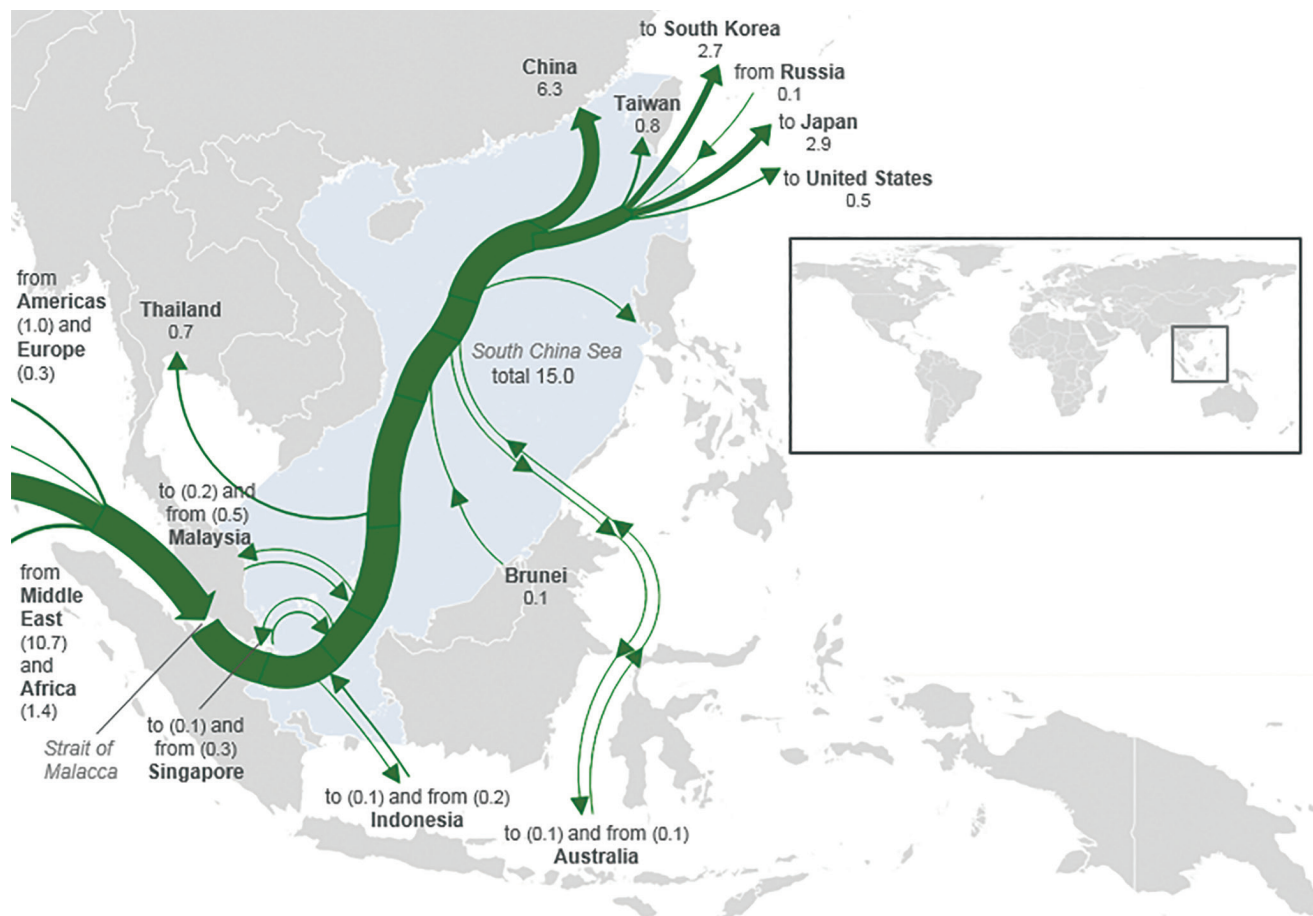 to South Korea
2.7
from Russia
0.1
China
6.3
Taiwan
0.8
to Japan
2.9
to United States
0.5
from
Americas
(1.0) and
Europe
(0.3)
Thailand
0.7
South China Sea
total 15.0
to (0.2) and
from (0.5)
Malaysia
from
Middle
East
(10.7)
and
Africa
(1.4)
Brunei
0.1
Strait of
Malacca
to (0.1) and
from (0.3)
Singapore
to (0.1) and from (0.2)
Indonesia
to (0.1) and from (0.1)
Australia